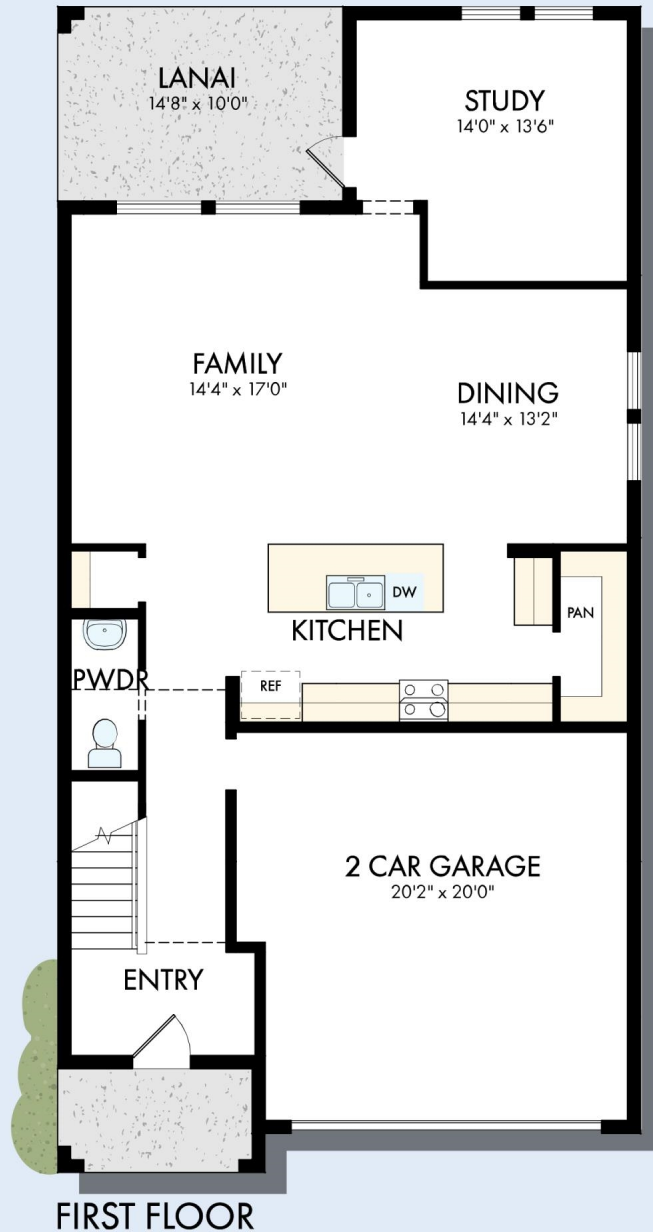 LANAI
14'8" x 10'0"
STUDY
14'0" x 13'6"
FAMILY
14'4" x 17'0"
DINING
14'4" x 13'2"
DW
PAN
KITCHEN
PWDR
REF
2 CAR GARAGE
20'2" x 20'0"
ENTRY
FIRST FLOOR